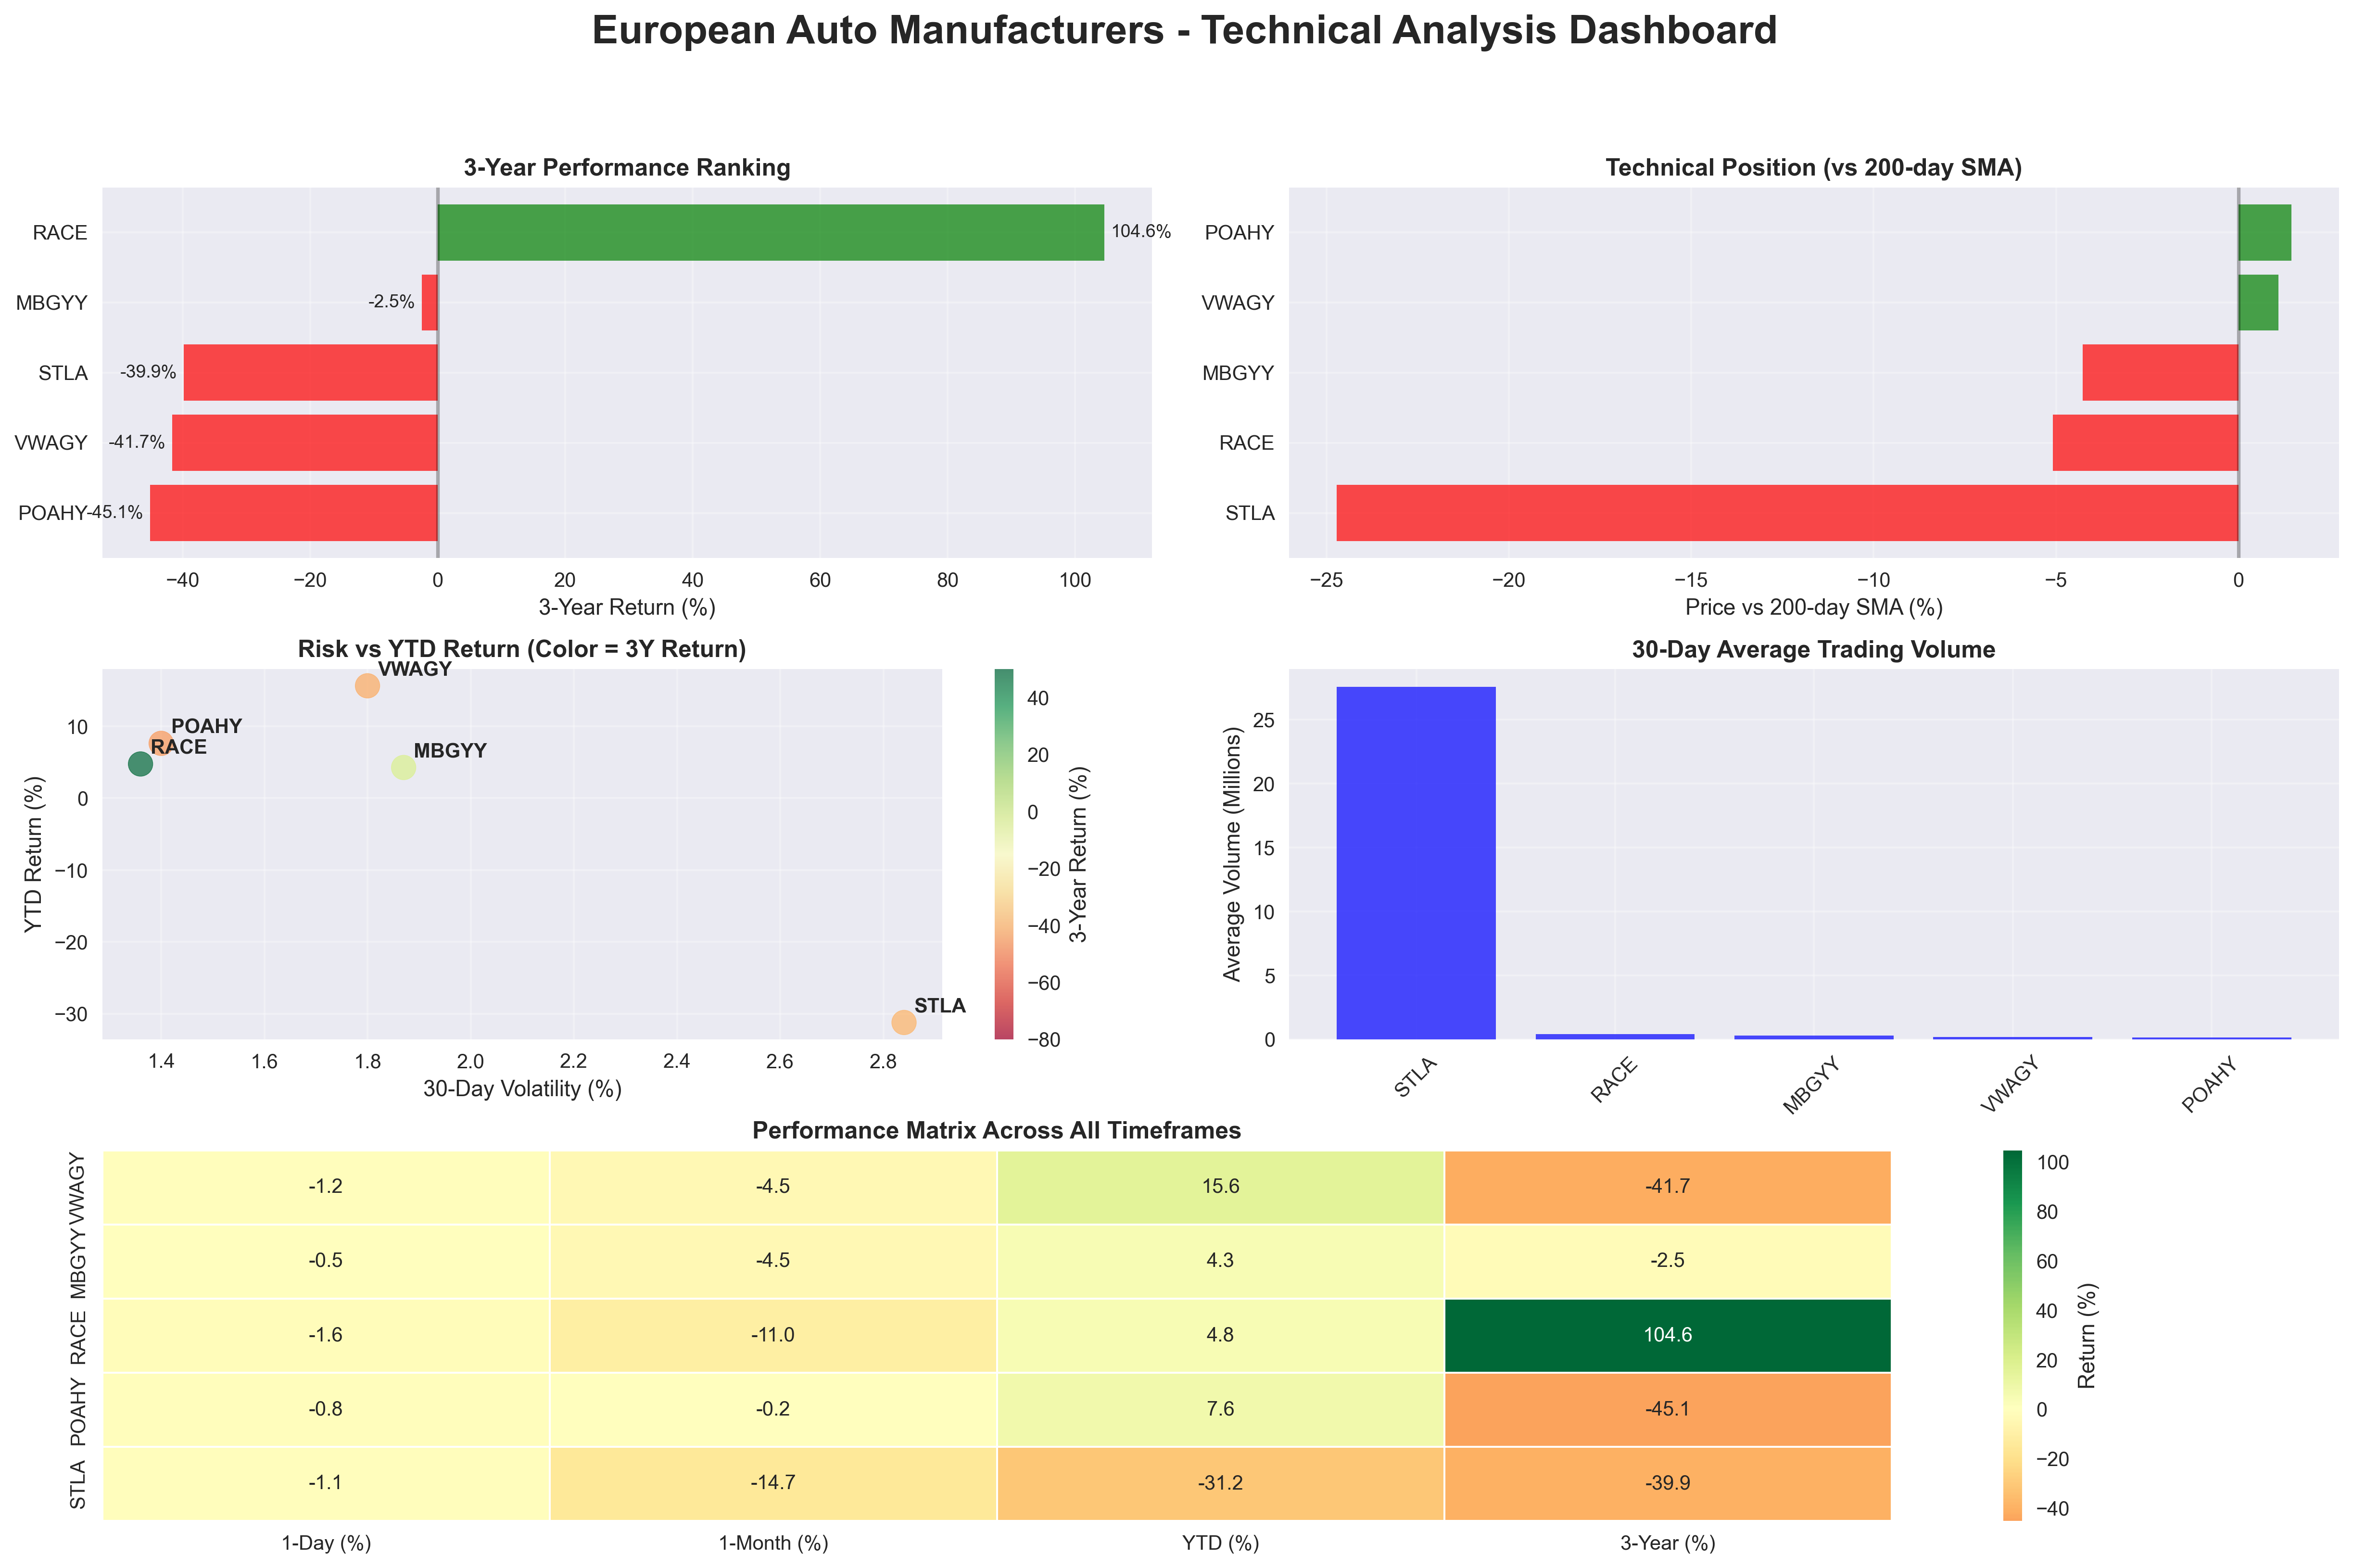 European Auto Manufacturers - Technical Analysis Dashboard
3-Year Performance Ranking
RACE
MBGYY
STLA
VWAGY
POAHY
104.6%
-2.5%
-39.9%
-41.7%
-45.1%
−40 −20 0 20 40 60 80 100
3-Year Return (%)
Technical Position (vs 200-day SMA)
POAHY
VWAGY
MBGYY
RACE
STLA
−25 −20 −15 −10 −5 0
Price vs 200-day SMA (%)
Risk vs YTD Return (Color = 3Y Return)
YTD Return (%)
10
0
−10
−20
−30
VWAGY
POAHY
RACE
MBGYY
STLA
1.4 1.6 1.8 2.0 2.2 2.4 2.6 2.8
30-Day Volatility (%)
40
20
0
−20
−40
−60
−80
3-Year Return (%)
30-Day Average Trading Volume
Average Volume (Millions)
25
20
15
10
5
0
STLA RACE MBGYY VWAGY POAHY
Performance Matrix Across All Timeframes
VWAGY -1.2 -4.5 15.6 -41.7
MBGYY -0.5 -4.5 4.3 -2.5
RACE -1.6 -11.0 4.8 104.6
POAHY -0.8 -0.2 7.6 -45.1
STLA -1.1 -14.7 -31.2 -39.9
1-Day (%) 1-Month (%) YTD (%) 3-Year (%)
100
80
60
40
20
0
−20
−40
Return (%)